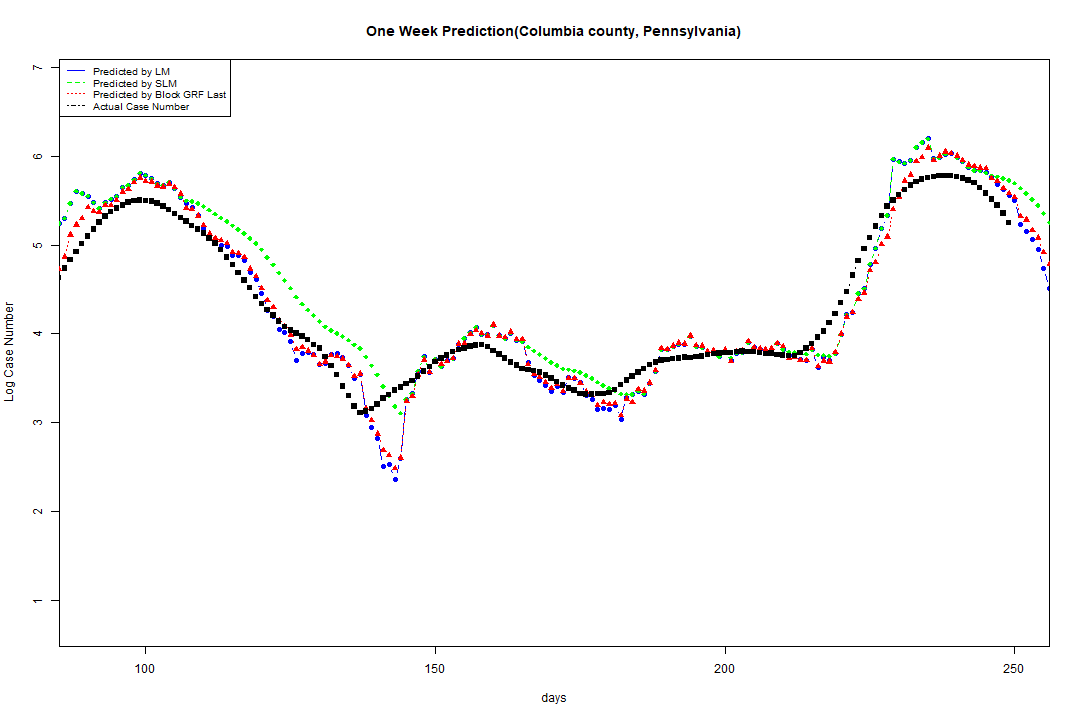 One Week Prediction(Columbia county, Pennsylvania)
Predicted by LM
Predicted by SLM
Predicted by Block GRF Last
Actual Case Number
Log Case Number
7
6
5
4
3
2
1
100 150 200 250
days